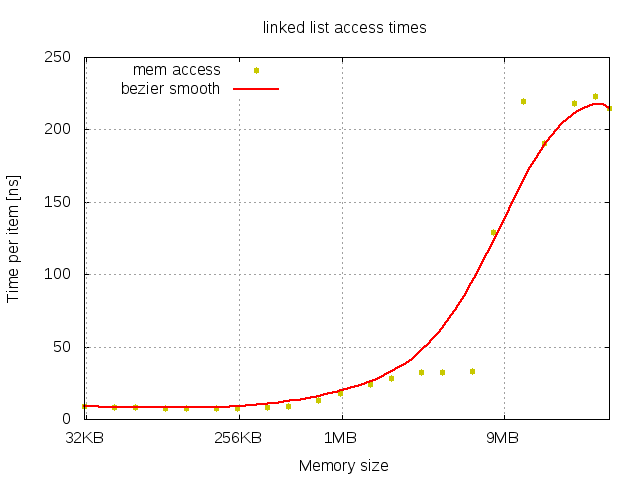 linked list access times
mem access
bezier smooth
250
200
150
100
50
0
Time per item [ns]
32KB 256KB 1MB 9MB
Memory size